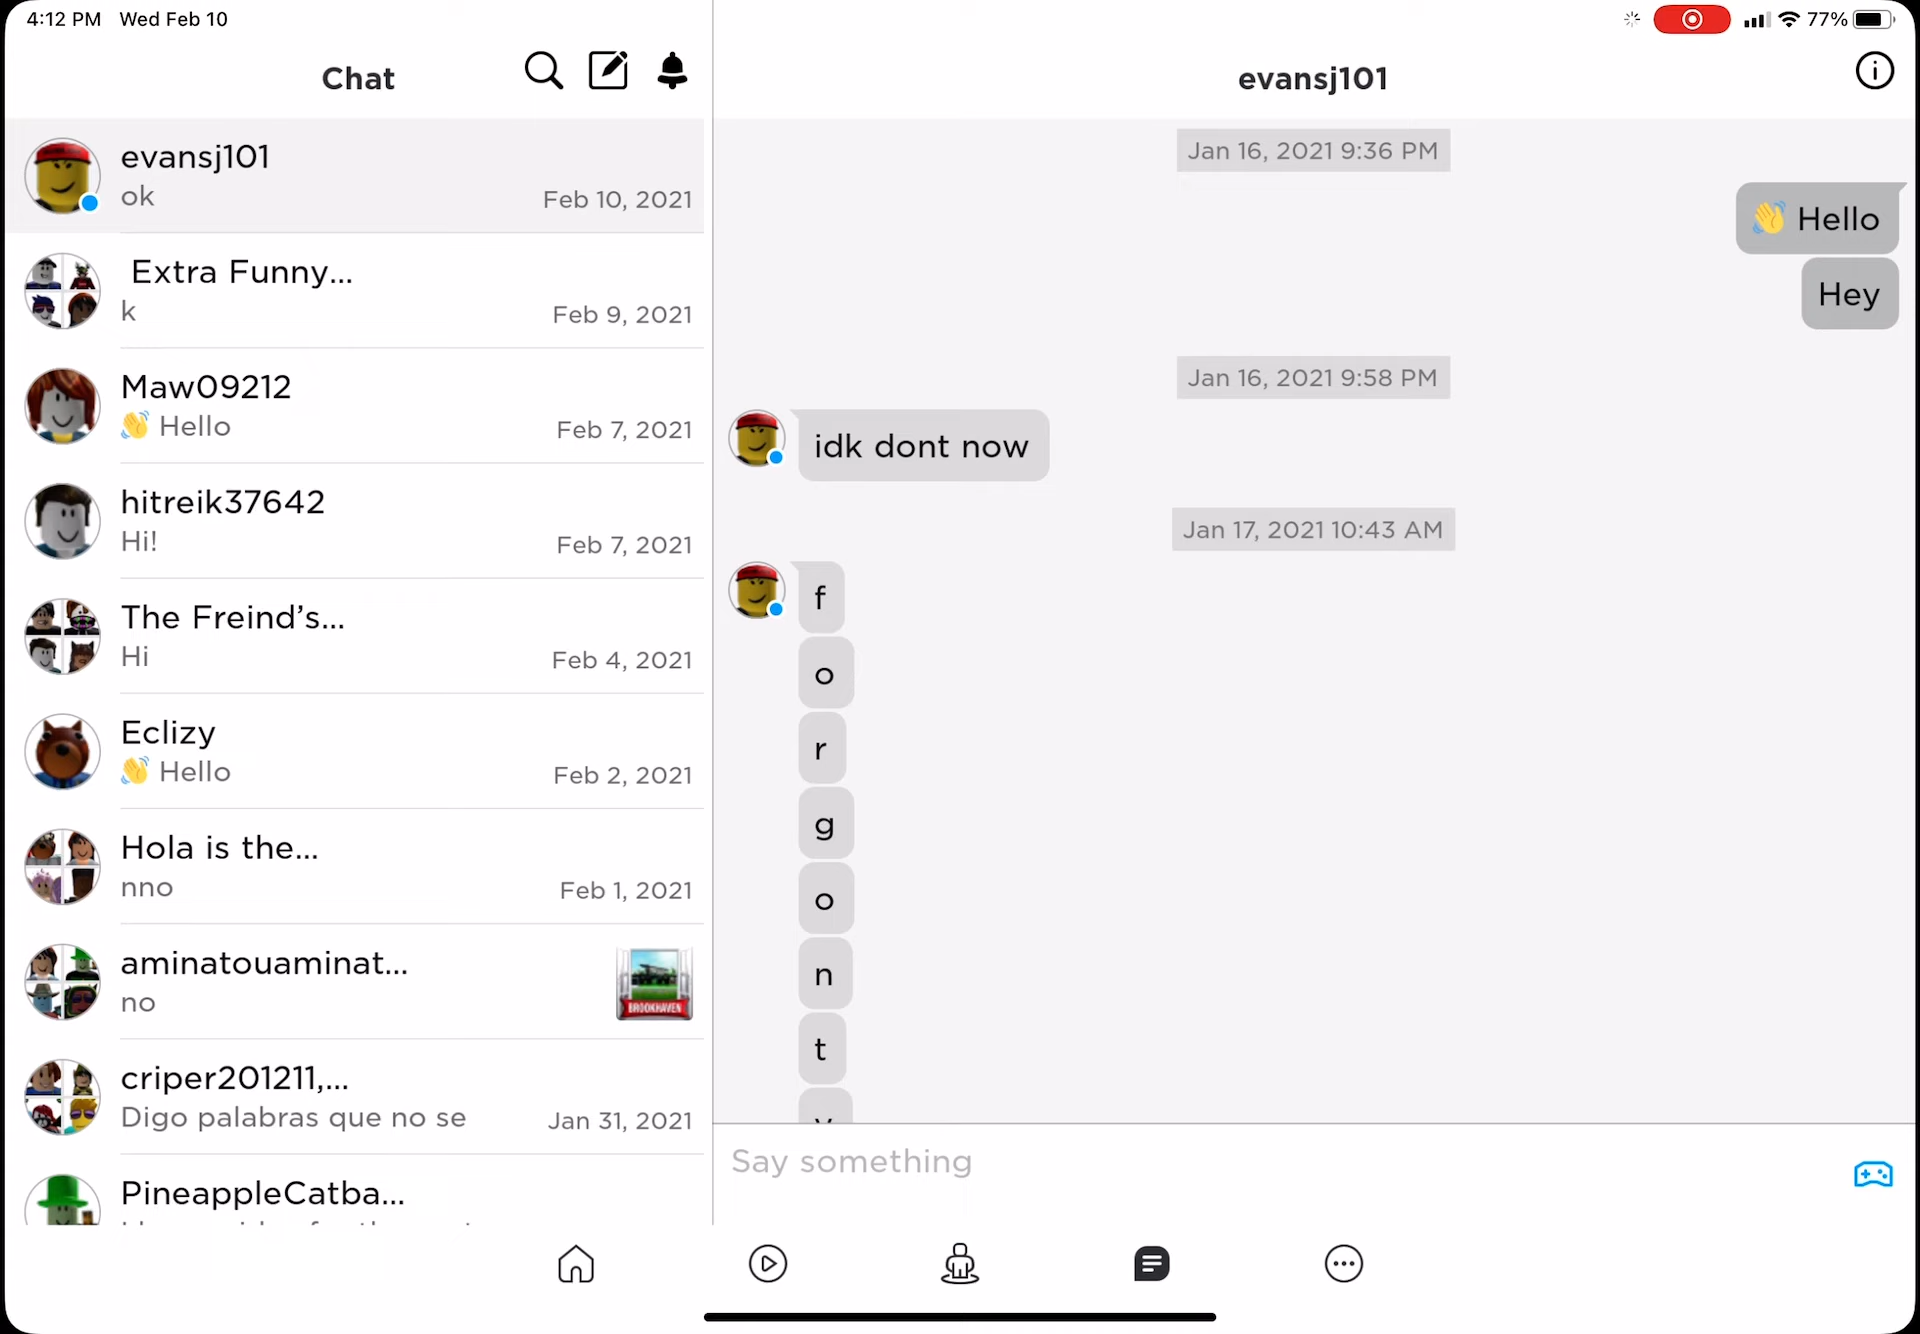 4:12 PM Wed Feb 10
77%
Chat
evansj101
ok
Feb 10, 2021
Extra Funny...
k
Feb 9, 2021
Maw09212
👋 Hello
Feb 7, 2021
hitreik37642
Hi!
Feb 7, 2021
The Freind’s...
Hi
Feb 4, 2021
Eclizy
👋 Hello
Feb 2, 2021
Hola is the...
nno
Feb 1, 2021
aminatouaminat...
no
BROOKHAVEN
criper201211,...
Digo palabras que no se
Jan 31, 2021
PineappleCatba...
evansj101
Jan 16, 2021 9:36 PM
👋 Hello
Hey
Jan 16, 2021 9:58 PM
idk dont now
Jan 17, 2021 10:43 AM
f
o
r
g
o
n
t
Say something